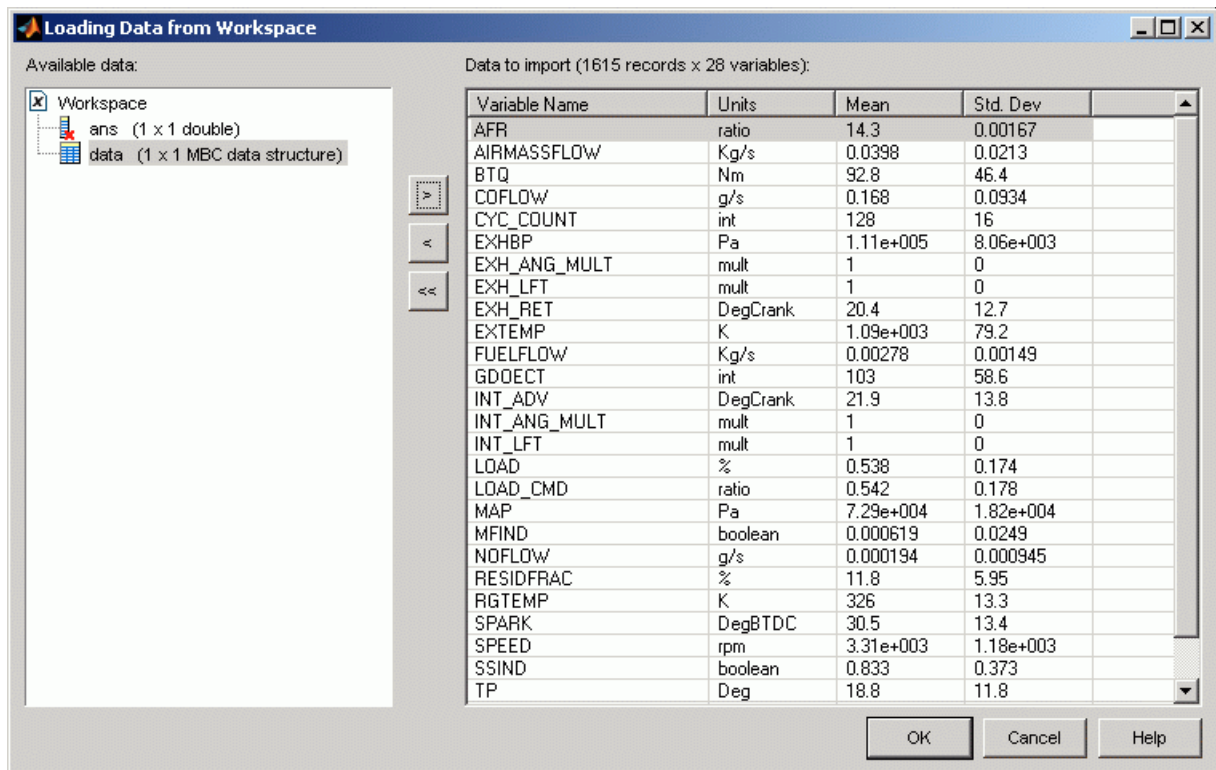 Loading Data from Workspace
Available data:
Workspace
ans (1 x 1 double)
data (1 x 1 MBC data structure)
>
<
<<
Data to import (1615 records x 28 variables):
Variable Name Units Mean Std. Dev
AFR ratio 14.3 0.00167
AIRMASSFLOW Kg/s 0.0398 0.0213
BTQ Nm 92.8 46.4
COFLOW g/s 0.168 0.0934
CYC_COUNT int 128 16
EXHBP Pa 1.11e+005 8.06e+003
EXH_ANG_MULT mult 1 0
EXH_LFT mult 1 0
EXH_RET DegCrank 20.4 12.7
EXTEMP K 1.09e+003 79.2
FUELFLOW Kg/s 0.00278 0.00149
GDOECT int 103 58.6
INT_ADV DegCrank 21.9 13.8
INT_ANG_MULT mult 1 0
INT_LFT mult 1 0
LOAD % 0.538 0.174
LOAD_CMD ratio 0.542 0.178
MAP Pa 7.29e+004 1.82e+004
MFIND boolean 0.000619 0.0249
NOFLOW g/s 0.000194 0.000945
RESIDFRAC % 11.8 5.95
RGTEMP K 326 13.3
SPARK DegBTDC 30.5 13.4
SPEED rpm 3.31e+003 1.18e+003
SSIND boolean 0.833 0.373
TP Deg 18.8 11.8
OK Cancel Help